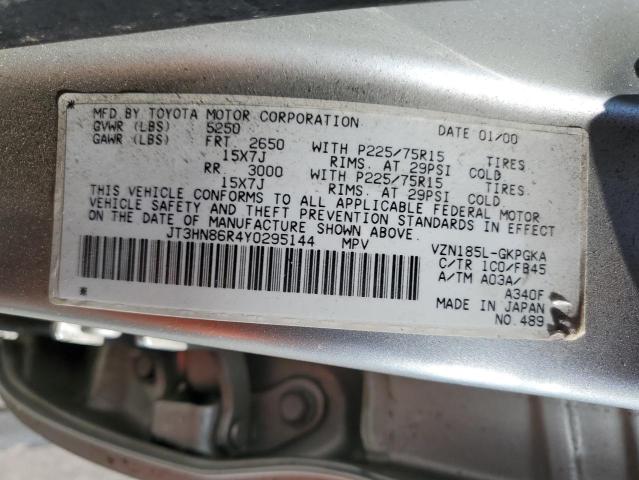 MFD. BY TOYOTA MOTOR CORPORATION DATE 01/00
GVWR (LBS) 5250
GAWR (LBS) FRT 2650 WITH P225/75R15 TIRES
15X7J RIMS. AT 29PSI COLD
RR 3000 WITH P225/75R15 TIRES
15X7J RIMS. AT 29PSI COLD.
THIS VEHICLE CONFORMS TO ALL APPLICABLE FEDERAL MOTOR
VEHICLE SAFETY AND THEFT PREVENTION STANDARDS IN EFFECT
ON THE DATE OF MANUFACTURE SHOWN ABOVE.
JT3HN86R4Y0295144 MPV VZN185L-GKPGKA
C/TR 1C0/FB45
A/TM A03A/
A340F
MADE IN JAPAN
NO. 489